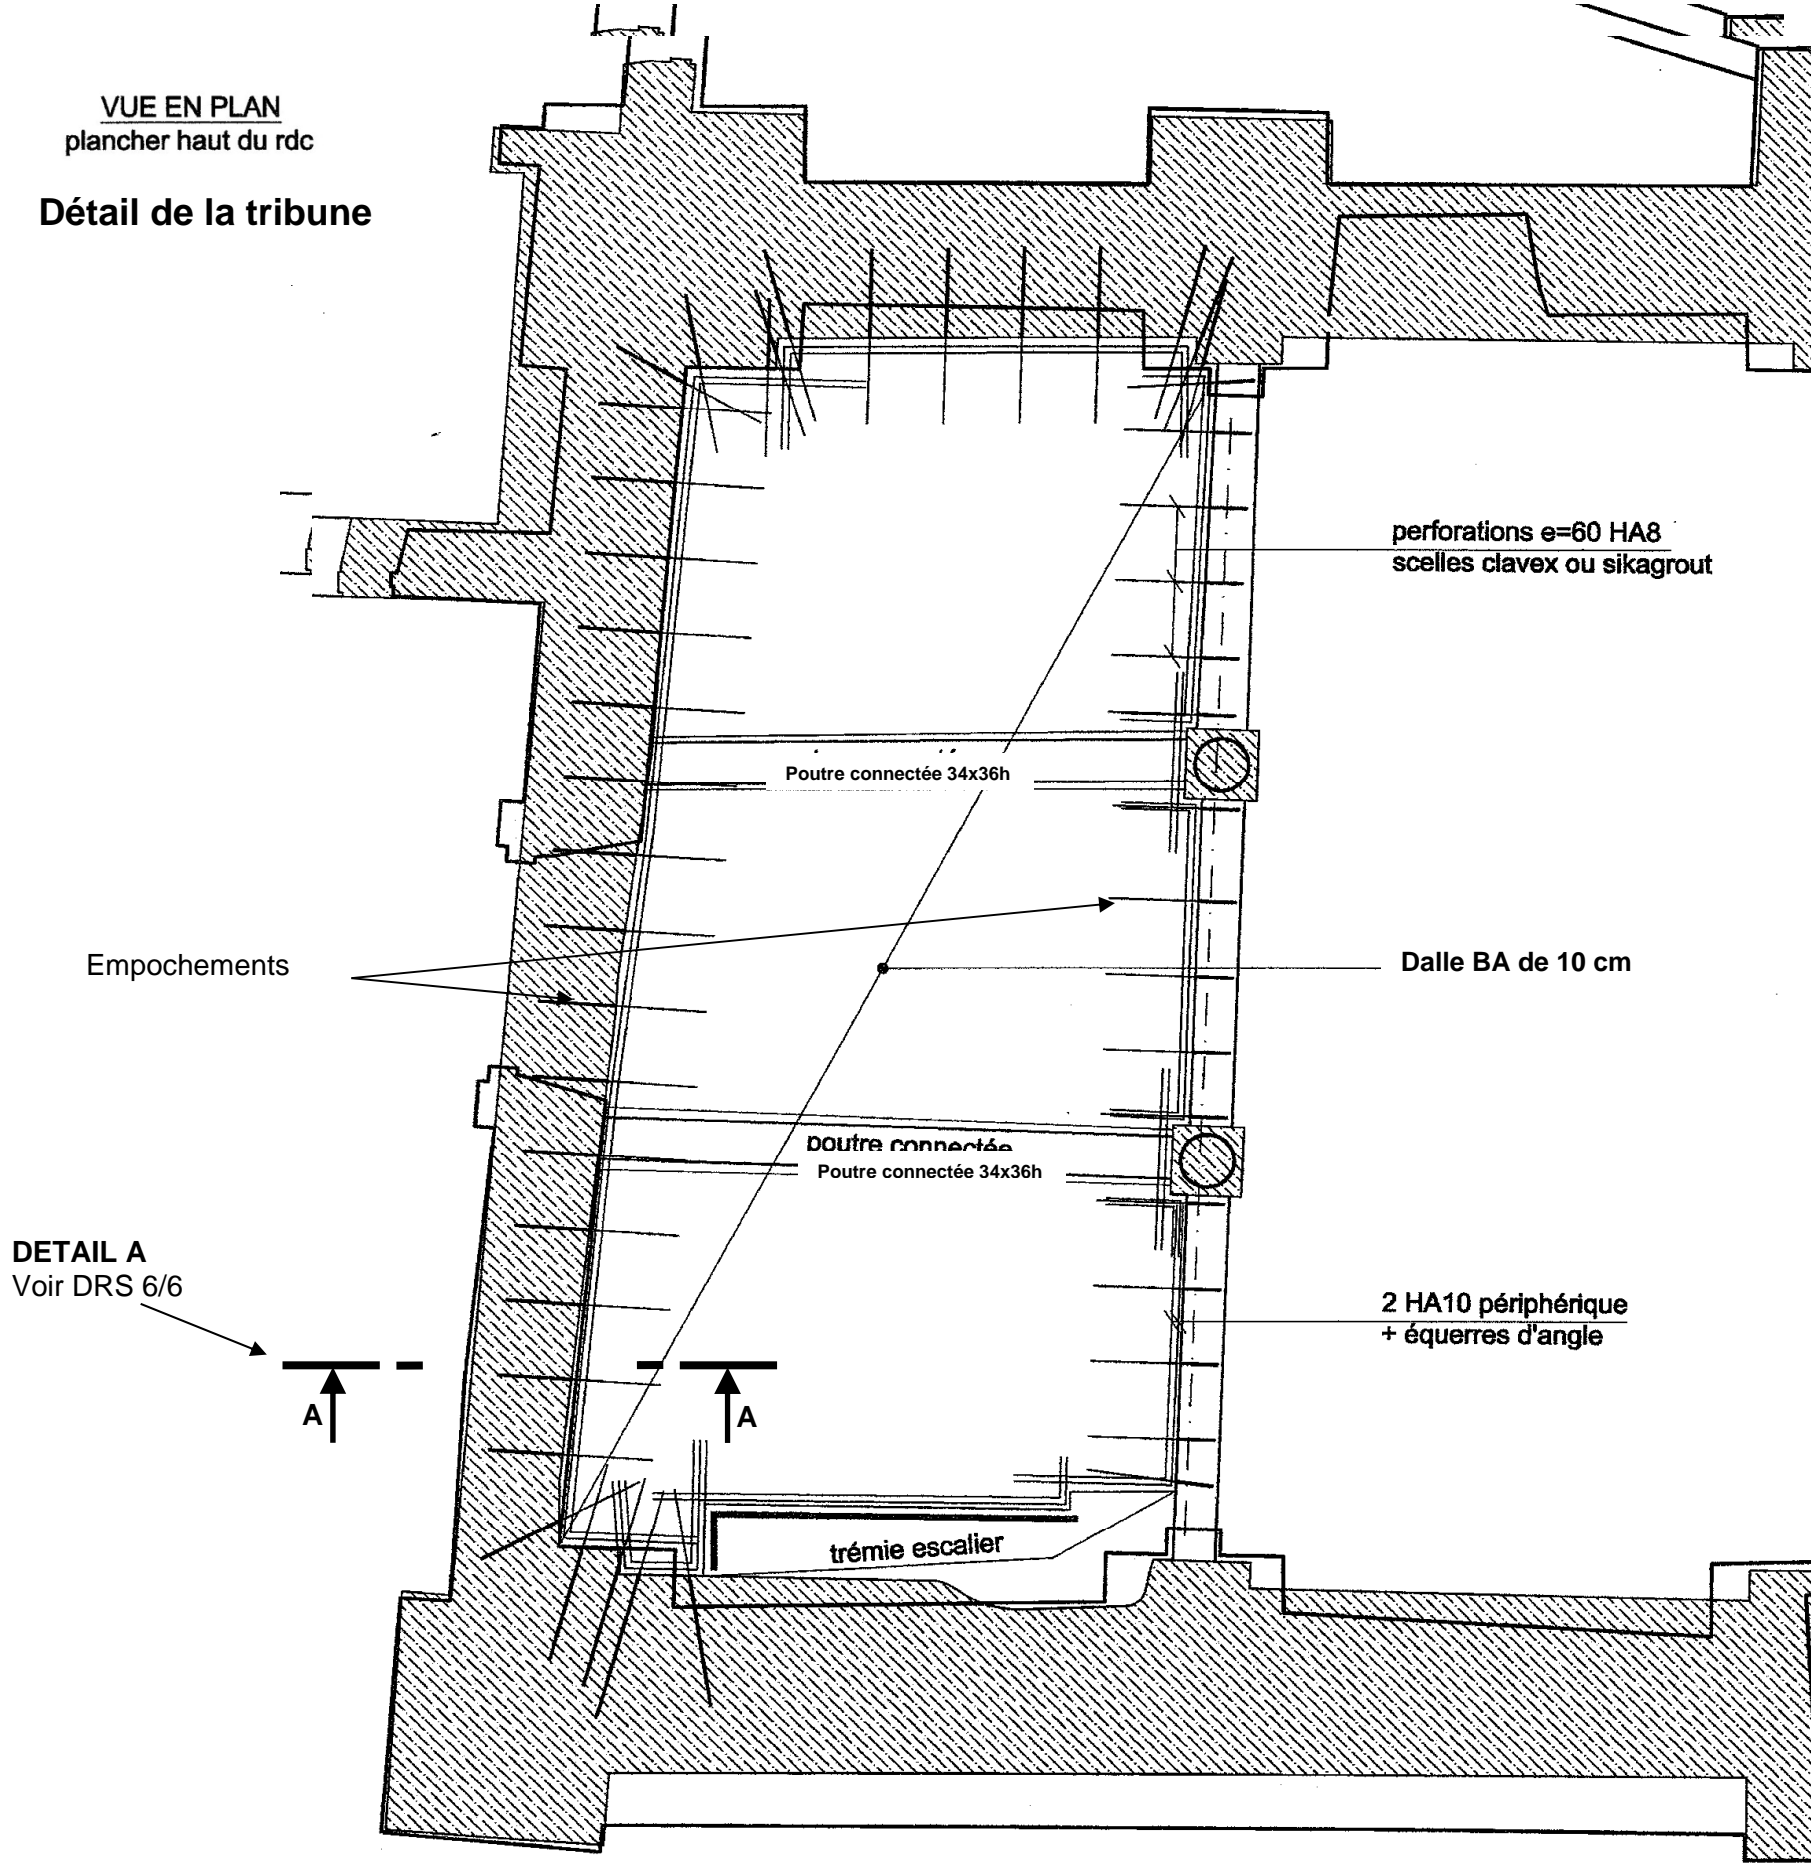 VUE EN PLAN
plancher haut du rdc
Détail de la tribune
perforations e=60 HA8
scelles clavex ou sikagrout
Poutre connectée 34x36h
Empochements
Dalle BA de 10 cm
poutre connectée
Poutre connectée 34x36h
DETAIL A
Voir DRS 6/6
2 HA10 périphérique
+ équerres d'angle
A
A
trémie escalier